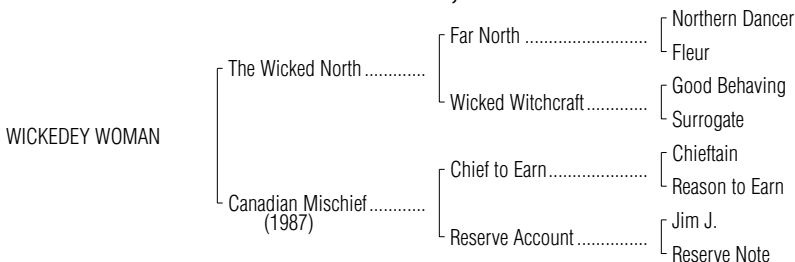 Northern Dancer
Far North ..........................
Fleur
The Wicked North .............
Good Behaving
Wicked Witchcraft.............
Surrogate
WICKEDEY WOMAN
Chieftain
Chief to Earn.....................
Reason to Earn
Canadian Mischief ............
(1987)
Jim J.
Reserve Account ...............
Reserve Note